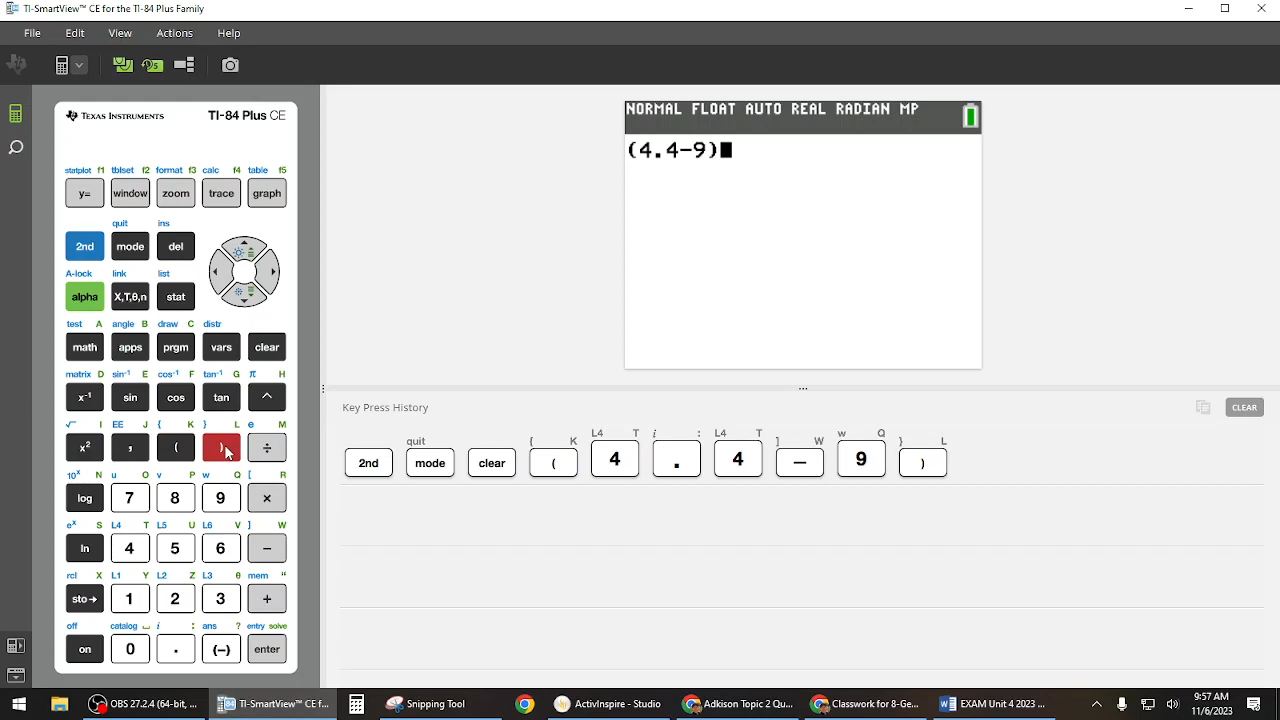 TI-SmartView™ CE for the TI-84 Plus Family
File Edit View Actions Help
TEXAS INSTRUMENTS TI-84 Plus CE
statplot f1 tblset f2 format f3 calc f4 table f5
y= window zoom trace graph
quit ins
2nd mode del
A-lock link list
alpha X,T,θ,n stat
test A angle B draw C distr
math apps prgm vars clear
matrix D sin⁻¹ E cos⁻¹ F tan⁻¹ G π H
x⁻¹ sin cos tan ^
√ I EE J { K } L e M
x² , ( ) ÷
10ˣ N u O v P w Q [ R
log 7 8 9 ×
eˣ S L4 T L5 U L6 V ] W
ln 4 5 6 −
rcl X L1 Y L2 Z L3 θ mem “
sto→ 1 2 3 +
off catalog ⎵ i : ans ? entry solve
on 0 . (−) enter
NORMAL FLOAT AUTO REAL RADIAN MP
(4.4−9)
Key Press History
CLEAR
quit { K L4 T i : L4 T ] W w Q } L
2nd mode clear ( 4 . 4 − 9 )
OBS 27.2.4 (64-bit, ...
TI-SmartView™ CE f...
Snipping Tool
ActivInspire - Studio
Adkison Topic 2 Qu...
Classwork for 8-Ge...
EXAM Unit 4 2023 ...
9:57 AM
11/6/2023